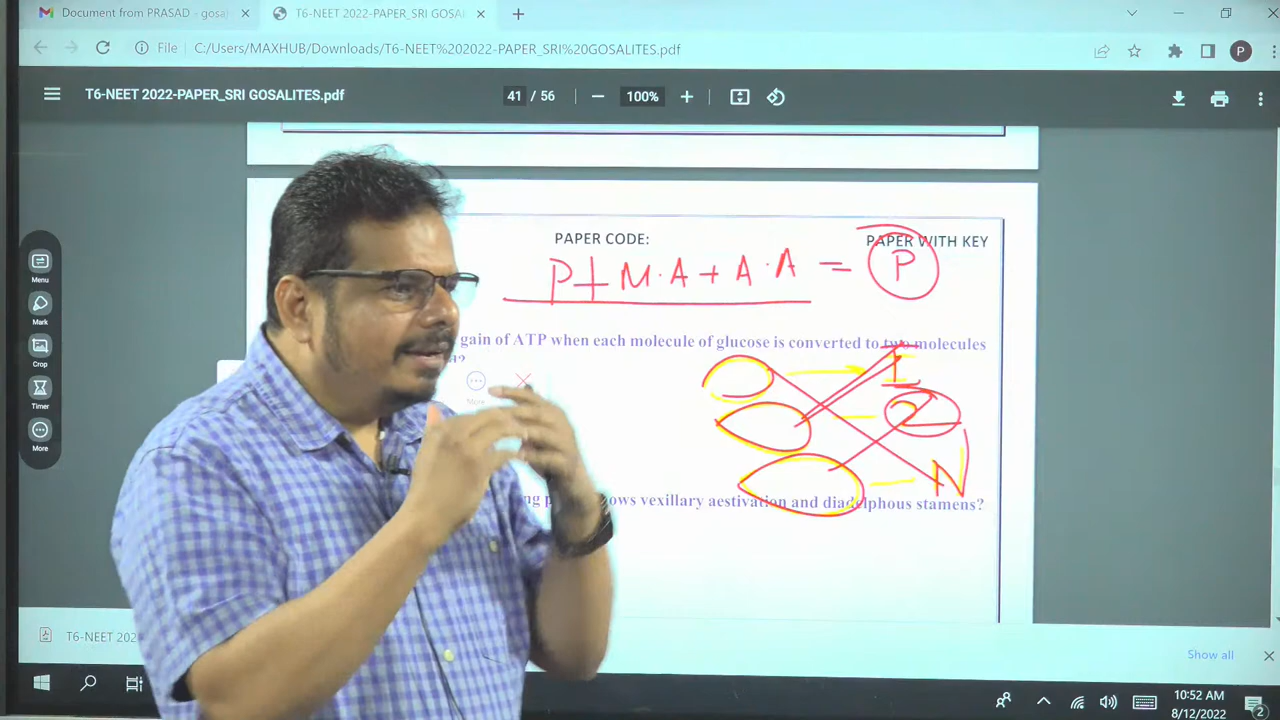 Document from PRASAD - gosa
T6-NEET 2022-PAPER_SRI GOSAL
File
C:/Users/MAXHUB/Downloads/T6-NEET%202022-PAPER_SRI%20GOSALITES.pdf
P
T6-NEET 2022-PAPER_SRI GOSALITES.pdf
41 / 56
100%
PAPER CODE:
PAPER WITH KEY
P + M.A + A.A = P
gain of ATP when each molecule of glucose is converted to two molecules
I
2
N
More
ows vexillary aestivation and diadelphous stamens?
Menu
Mark
Crop
Timer
More
T6-NEET 202
Show all
10:52 AM
8/12/2022
2